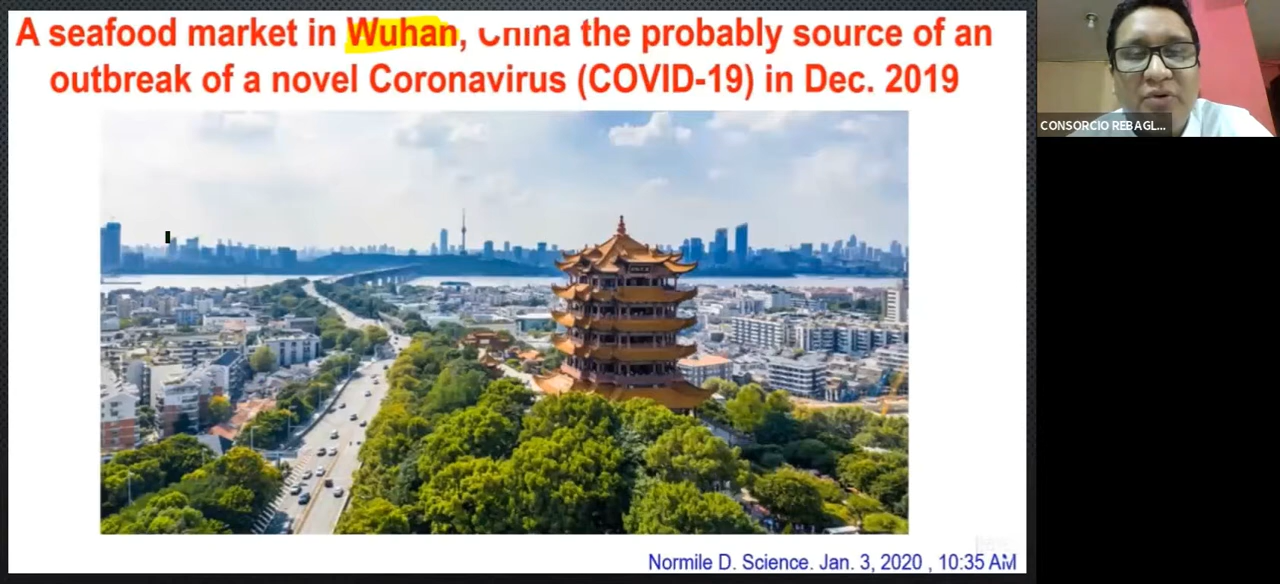 A seafood market in Wuhan, China the probably source of an
outbreak of a novel Coronavirus (COVID-19) in Dec. 2019
CONSORCIO REBAGL...
Normile D. Science. Jan. 3, 2020 , 10:35 AM